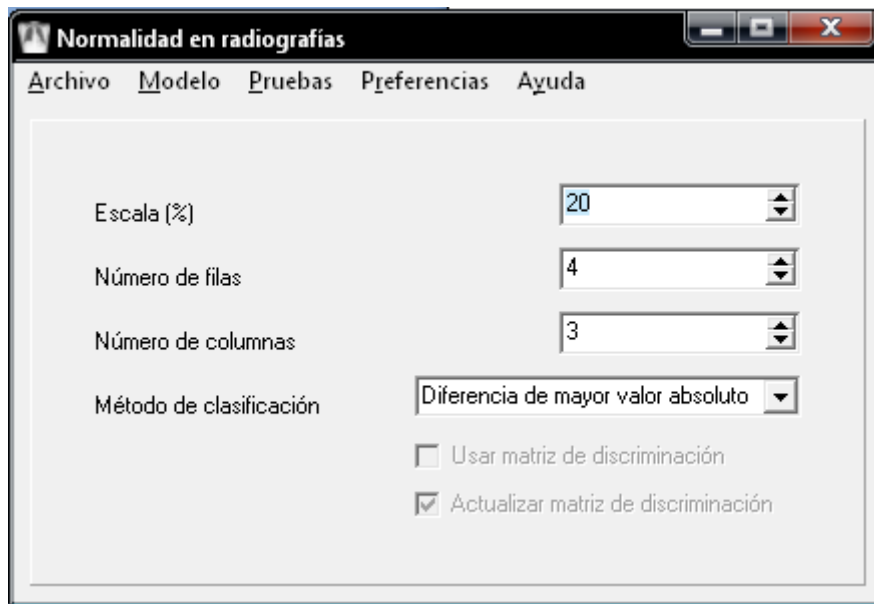 Normalidad en radiografías
Archivo Modelo Pruebas Preferencias Ayuda
Escala (%) 20
Número de filas 4
Número de columnas 3
Método de clasificación Diferencia de mayor valor absoluto
Usar matriz de discriminación
Actualizar matriz de discriminación